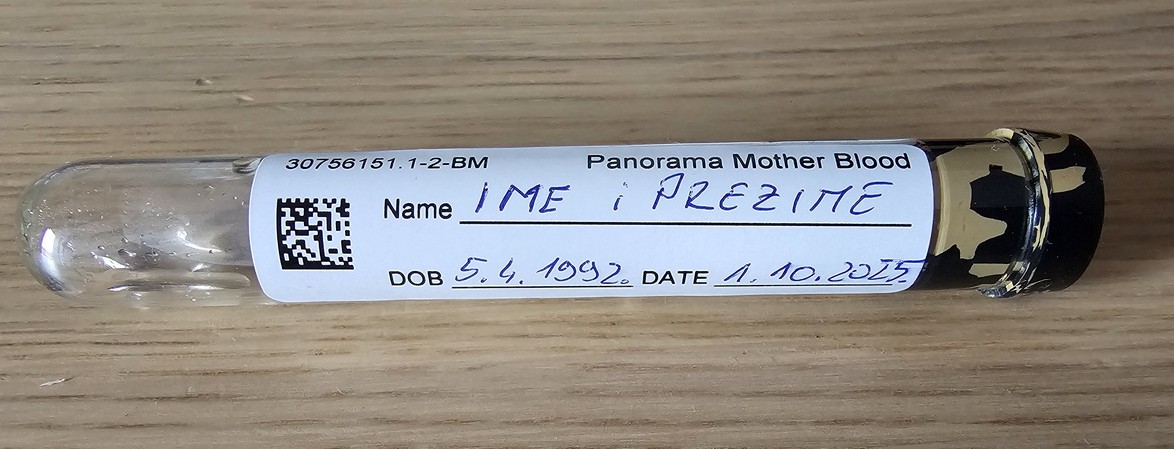 30756151.1-2-BM Panorama Mother Blood
Name IME i PREZIME
DOB 5.4.1992. DATE 1.10.2025.